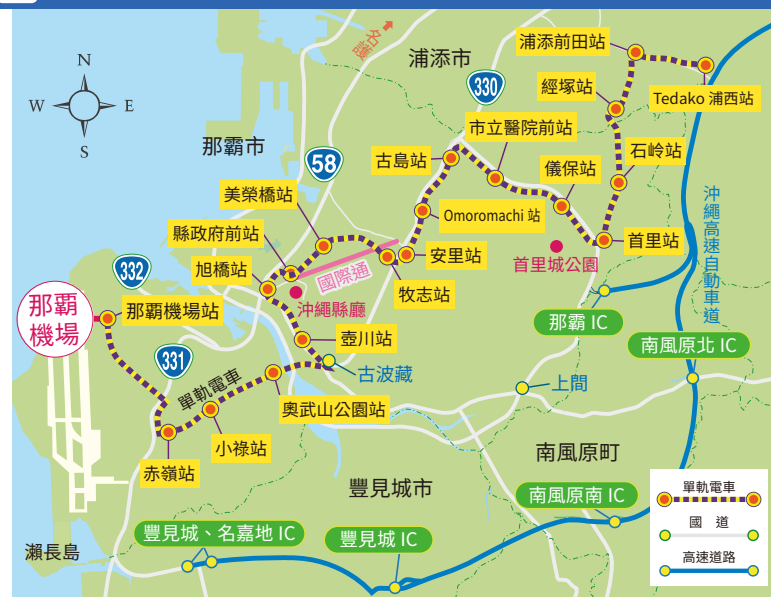 名護
浦添市
浦添前田站
330
經塚站
Tedako 浦西站
N
W
E
S
市立醫院前站
那霸市
58
古島站
儀保站
石岭站
美榮橋站
沖繩高速自動車道
Omoromachi 站
縣政府前站
安里站
首里站
332
旭橋站
國際通
首里城公園
牧志站
那霸
機場
那霸機場站
沖繩縣廳
那霸 IC
壺川站
南風原北 IC
331
古波藏
單軌電車
上間
奧武山公園站
小祿站
南風原町
赤嶺站
豐見城市
單軌電車
南風原南 IC
國 道
豐見城、名嘉地 IC
豐見城 IC
瀨長島
高速道路